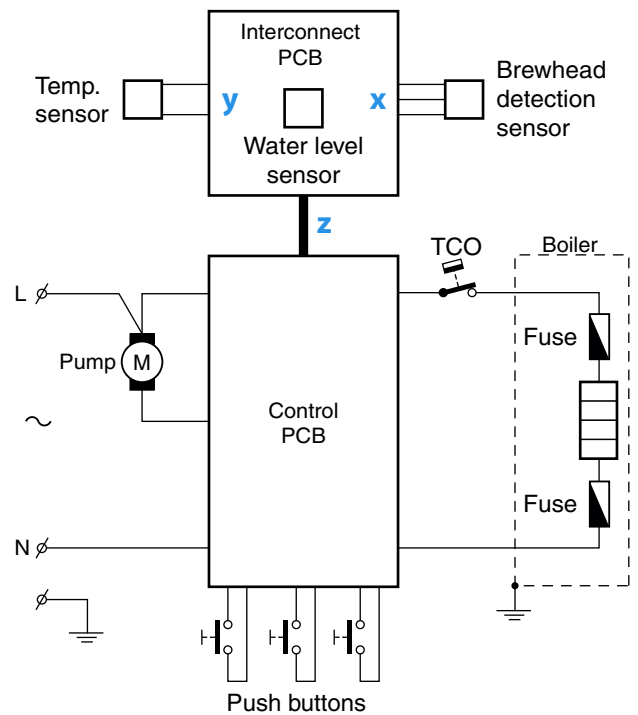 Interconnect
PCB
Temp.
sensor
y
x
Brewhead
detection
sensor
Water level
sensor
z
TCO
Boiler
L
Fuse
Pump
M
Control
PCB
Fuse
N
Push buttons